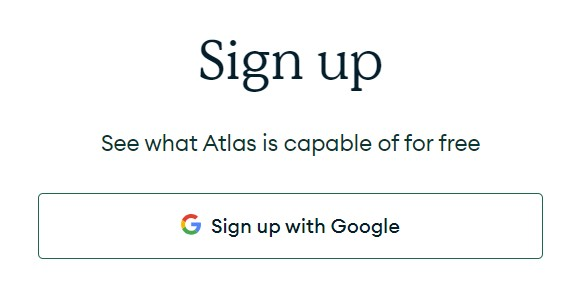 Sign up
See what Atlas is capable of for free
Sign up with Google